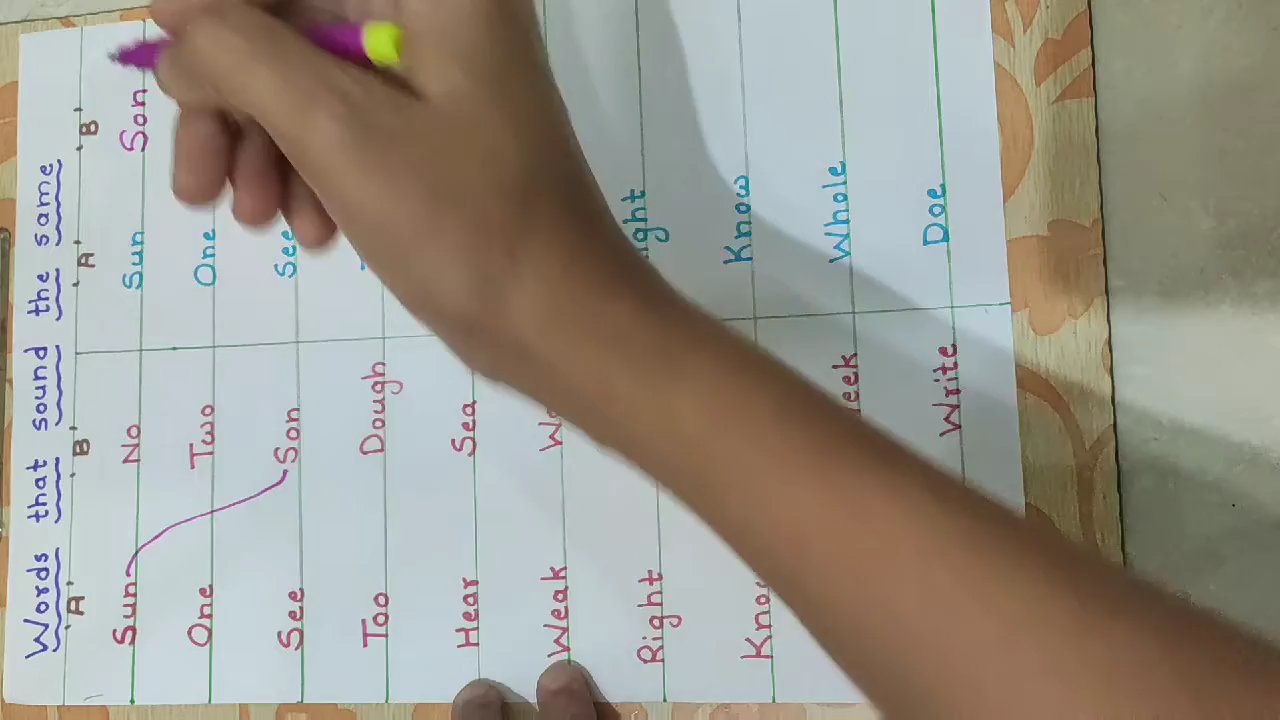 Words that sound the same
A B A B
Sun No Sun Son
One Two One
See Son See
Too Dough
Hear Sea
Weak
Right
Know
Whole
Write Doe